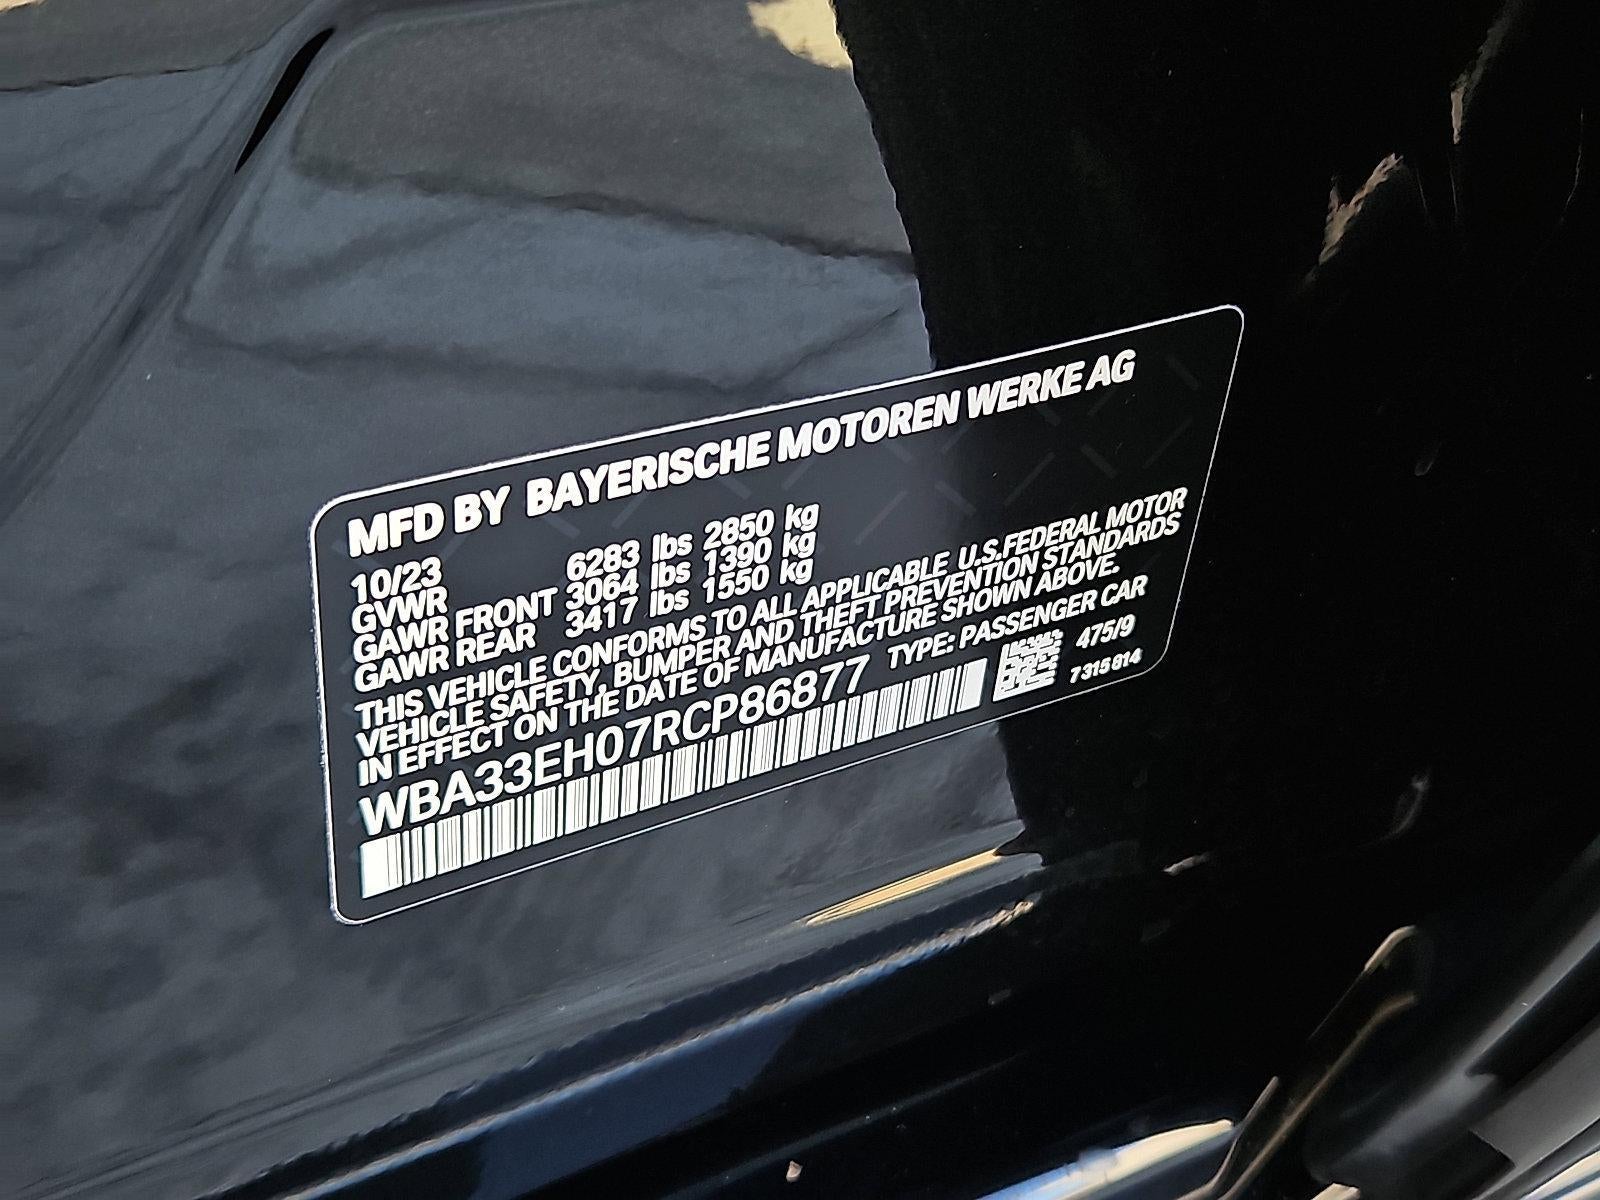 MFD BY BAYERISCHE MOTOREN WERKE AG
10/23
GVWR 6283 lbs 2850 kg
GAWR FRONT 3064 lbs 1390 kg
GAWR REAR 3417 lbs 1550 kg
THIS VEHICLE CONFORMS TO ALL APPLICABLE U.S.FEDERAL MOTOR
VEHICLE SAFETY, BUMPER AND THEFT PREVENTION STANDARDS
IN EFFECT ON THE DATE OF MANUFACTURE SHOWN ABOVE.
WBA33EH07RCP86877 TYPE: PASSENGER CAR
475/9
7 315 814